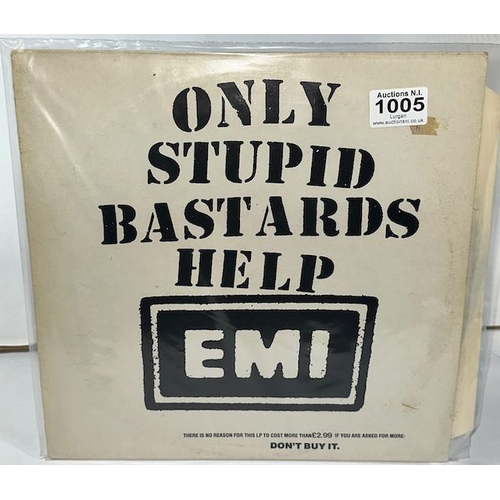 Auctions N.I.
1005
Lurgan
www.auctionsni.co.uk
ONLY
STUPID
BASTARDS
HELP
EMI
THERE IS NO REASON FOR THIS LP TO COST MORE THAN £2.99 IF YOU ARE ASKED FOR MORE:
DON'T BUY IT.